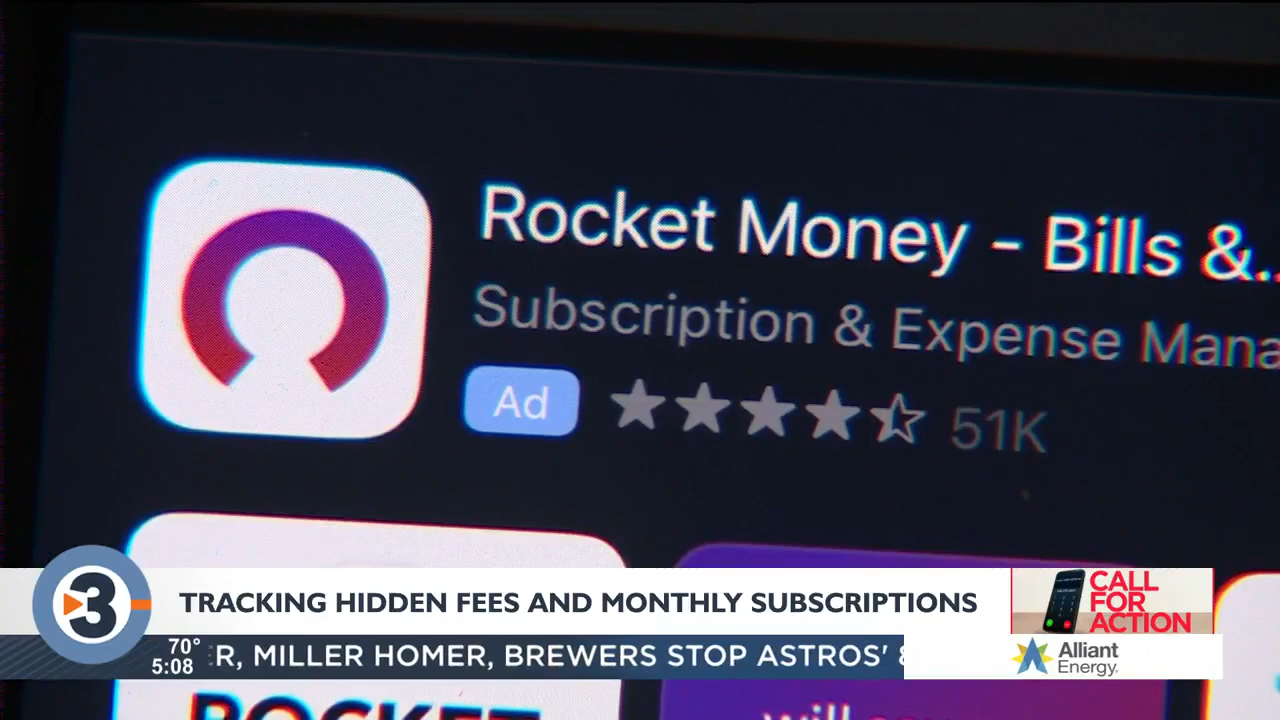 Rocket Money - Bills &...
Subscription & Expense Mana
Ad
51K
ROCKET
will
3
TRACKING HIDDEN FEES AND MONTHLY SUBSCRIPTIONS
CALL
FOR
ACTION
70°
5:08
R, MILLER HOMER, BREWERS STOP ASTROS'
Alliant
Energy